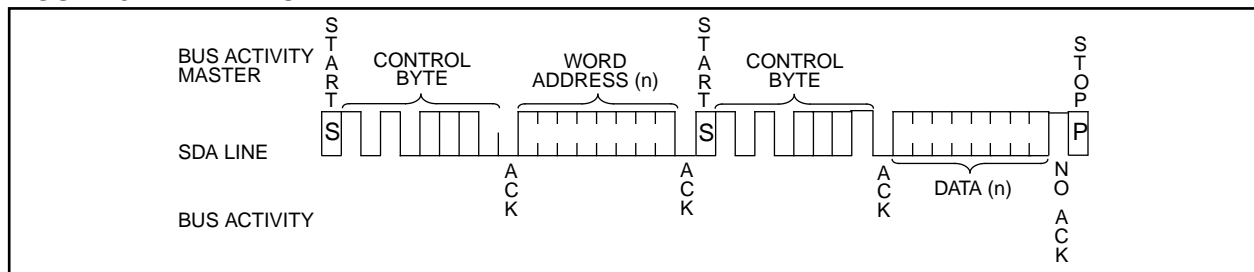 BUS ACTIVITY
MASTER
START
CONTROL
BYTE
WORD
ADDRESS (n)
START
CONTROL
BYTE
STOP
SDA LINE
S
S
P
BUS ACTIVITY
ACK
ACK
ACK
DATA (n)
NO ACK